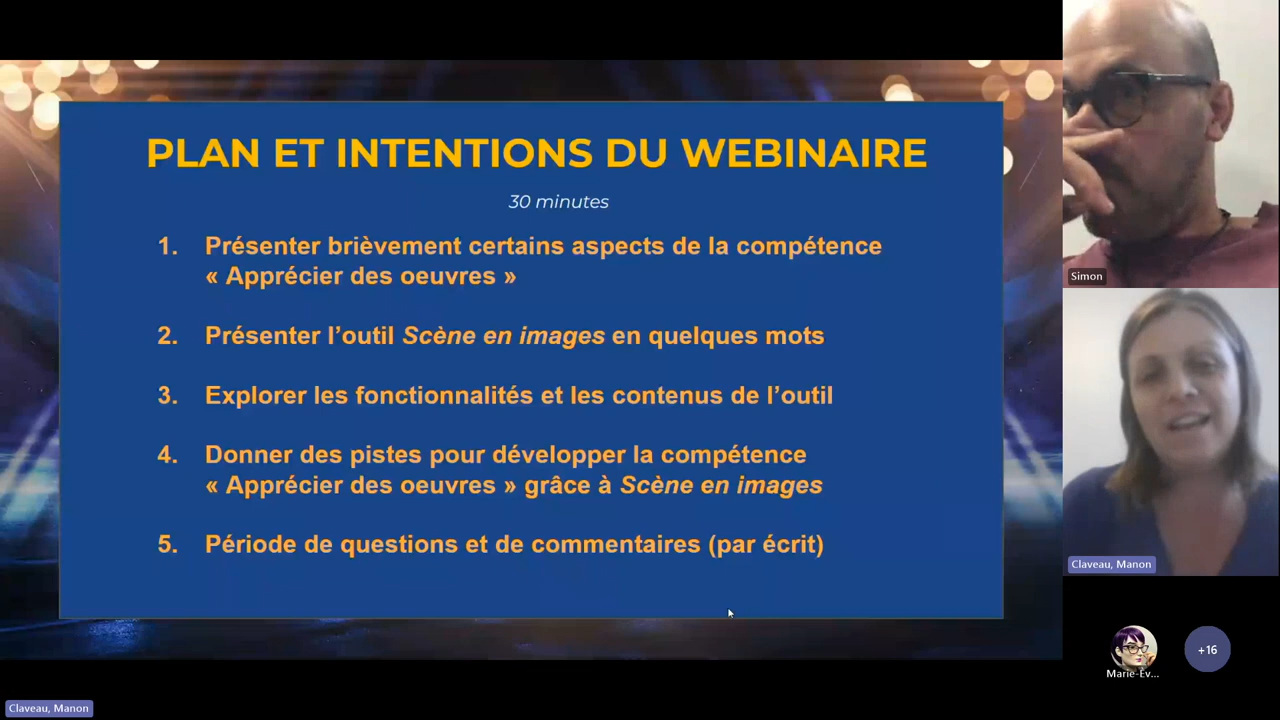 PLAN ET INTENTIONS DU WEBINAIRE
30 minutes
1. Présenter brièvement certains aspects de la compétence
« Apprécier des oeuvres »
2. Présenter l’outil Scène en images en quelques mots
3. Explorer les fonctionnalités et les contenus de l’outil
4. Donner des pistes pour développer la compétence
« Apprécier des oeuvres » grâce à Scène en images
5. Période de questions et de commentaires (par écrit)
Simon
Claveau, Manon
Marie-Èv...
+16
Claveau, Manon